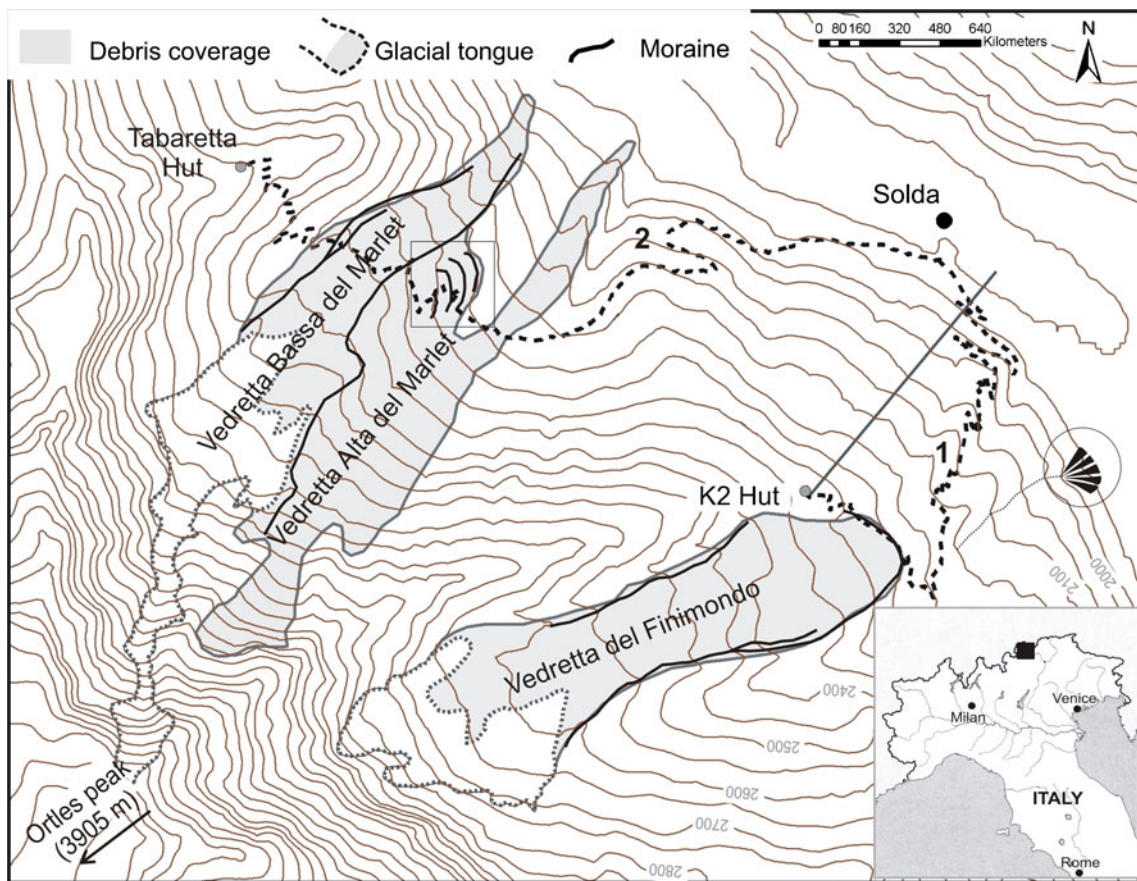 Debris coverage
Glacial tongue
Moraine
0 80 160 320 480 640
Kilometers
N
Tabaretta
Hut
Solda
2
Vedretta Bassa del Marlet
Vedretta Alta del Marlet
1
K2 Hut
Vedretta del Finimondo
2000
2100
2400
2500
2600
2700
2800
Ortles peak
(3905 m)
Milan
Venice
ITALY
Rome